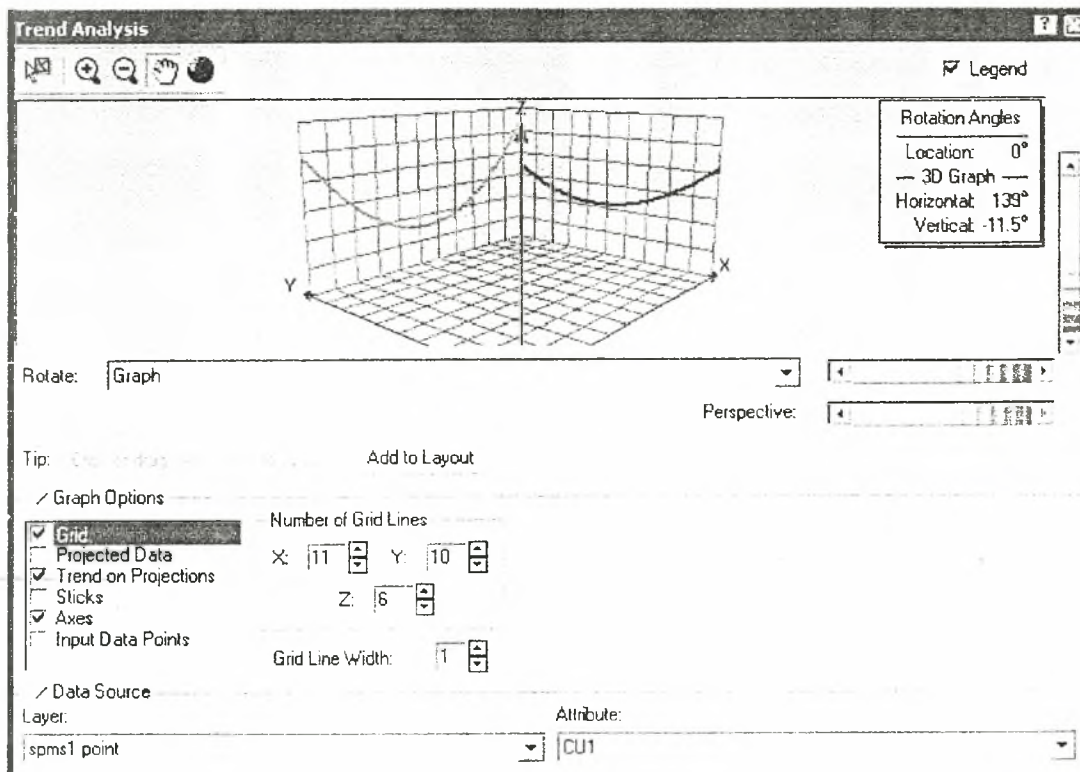 Trend Analysis
Legend
Z
Y
X
Rotation Angles
Location: 0°
— 3D Graph —
Horizontal: 139°
Vertical: -11.5°
Rotate: Graph
Perspective:
Tip:
Add to Layout
Graph Options
Grid
Projected Data
Trend on Projections
Sticks
Axes
Input Data Points
Number of Grid Lines
X: 11 Y: 10
Z: 6
Grid Line Width: 1
Data Source
Layer: Attribute:
spms1 point CU1